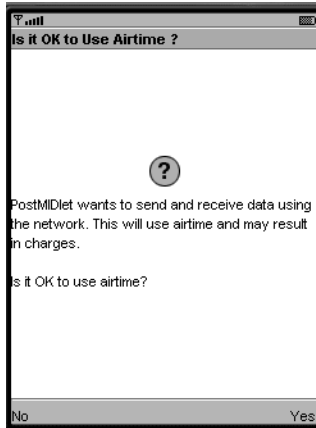 Is it OK to Use Airtime ?
?
PostMIDlet wants to send and receive data using
the network. This will use airtime and may result
in charges.
Is it OK to use airtime?
No
Yes